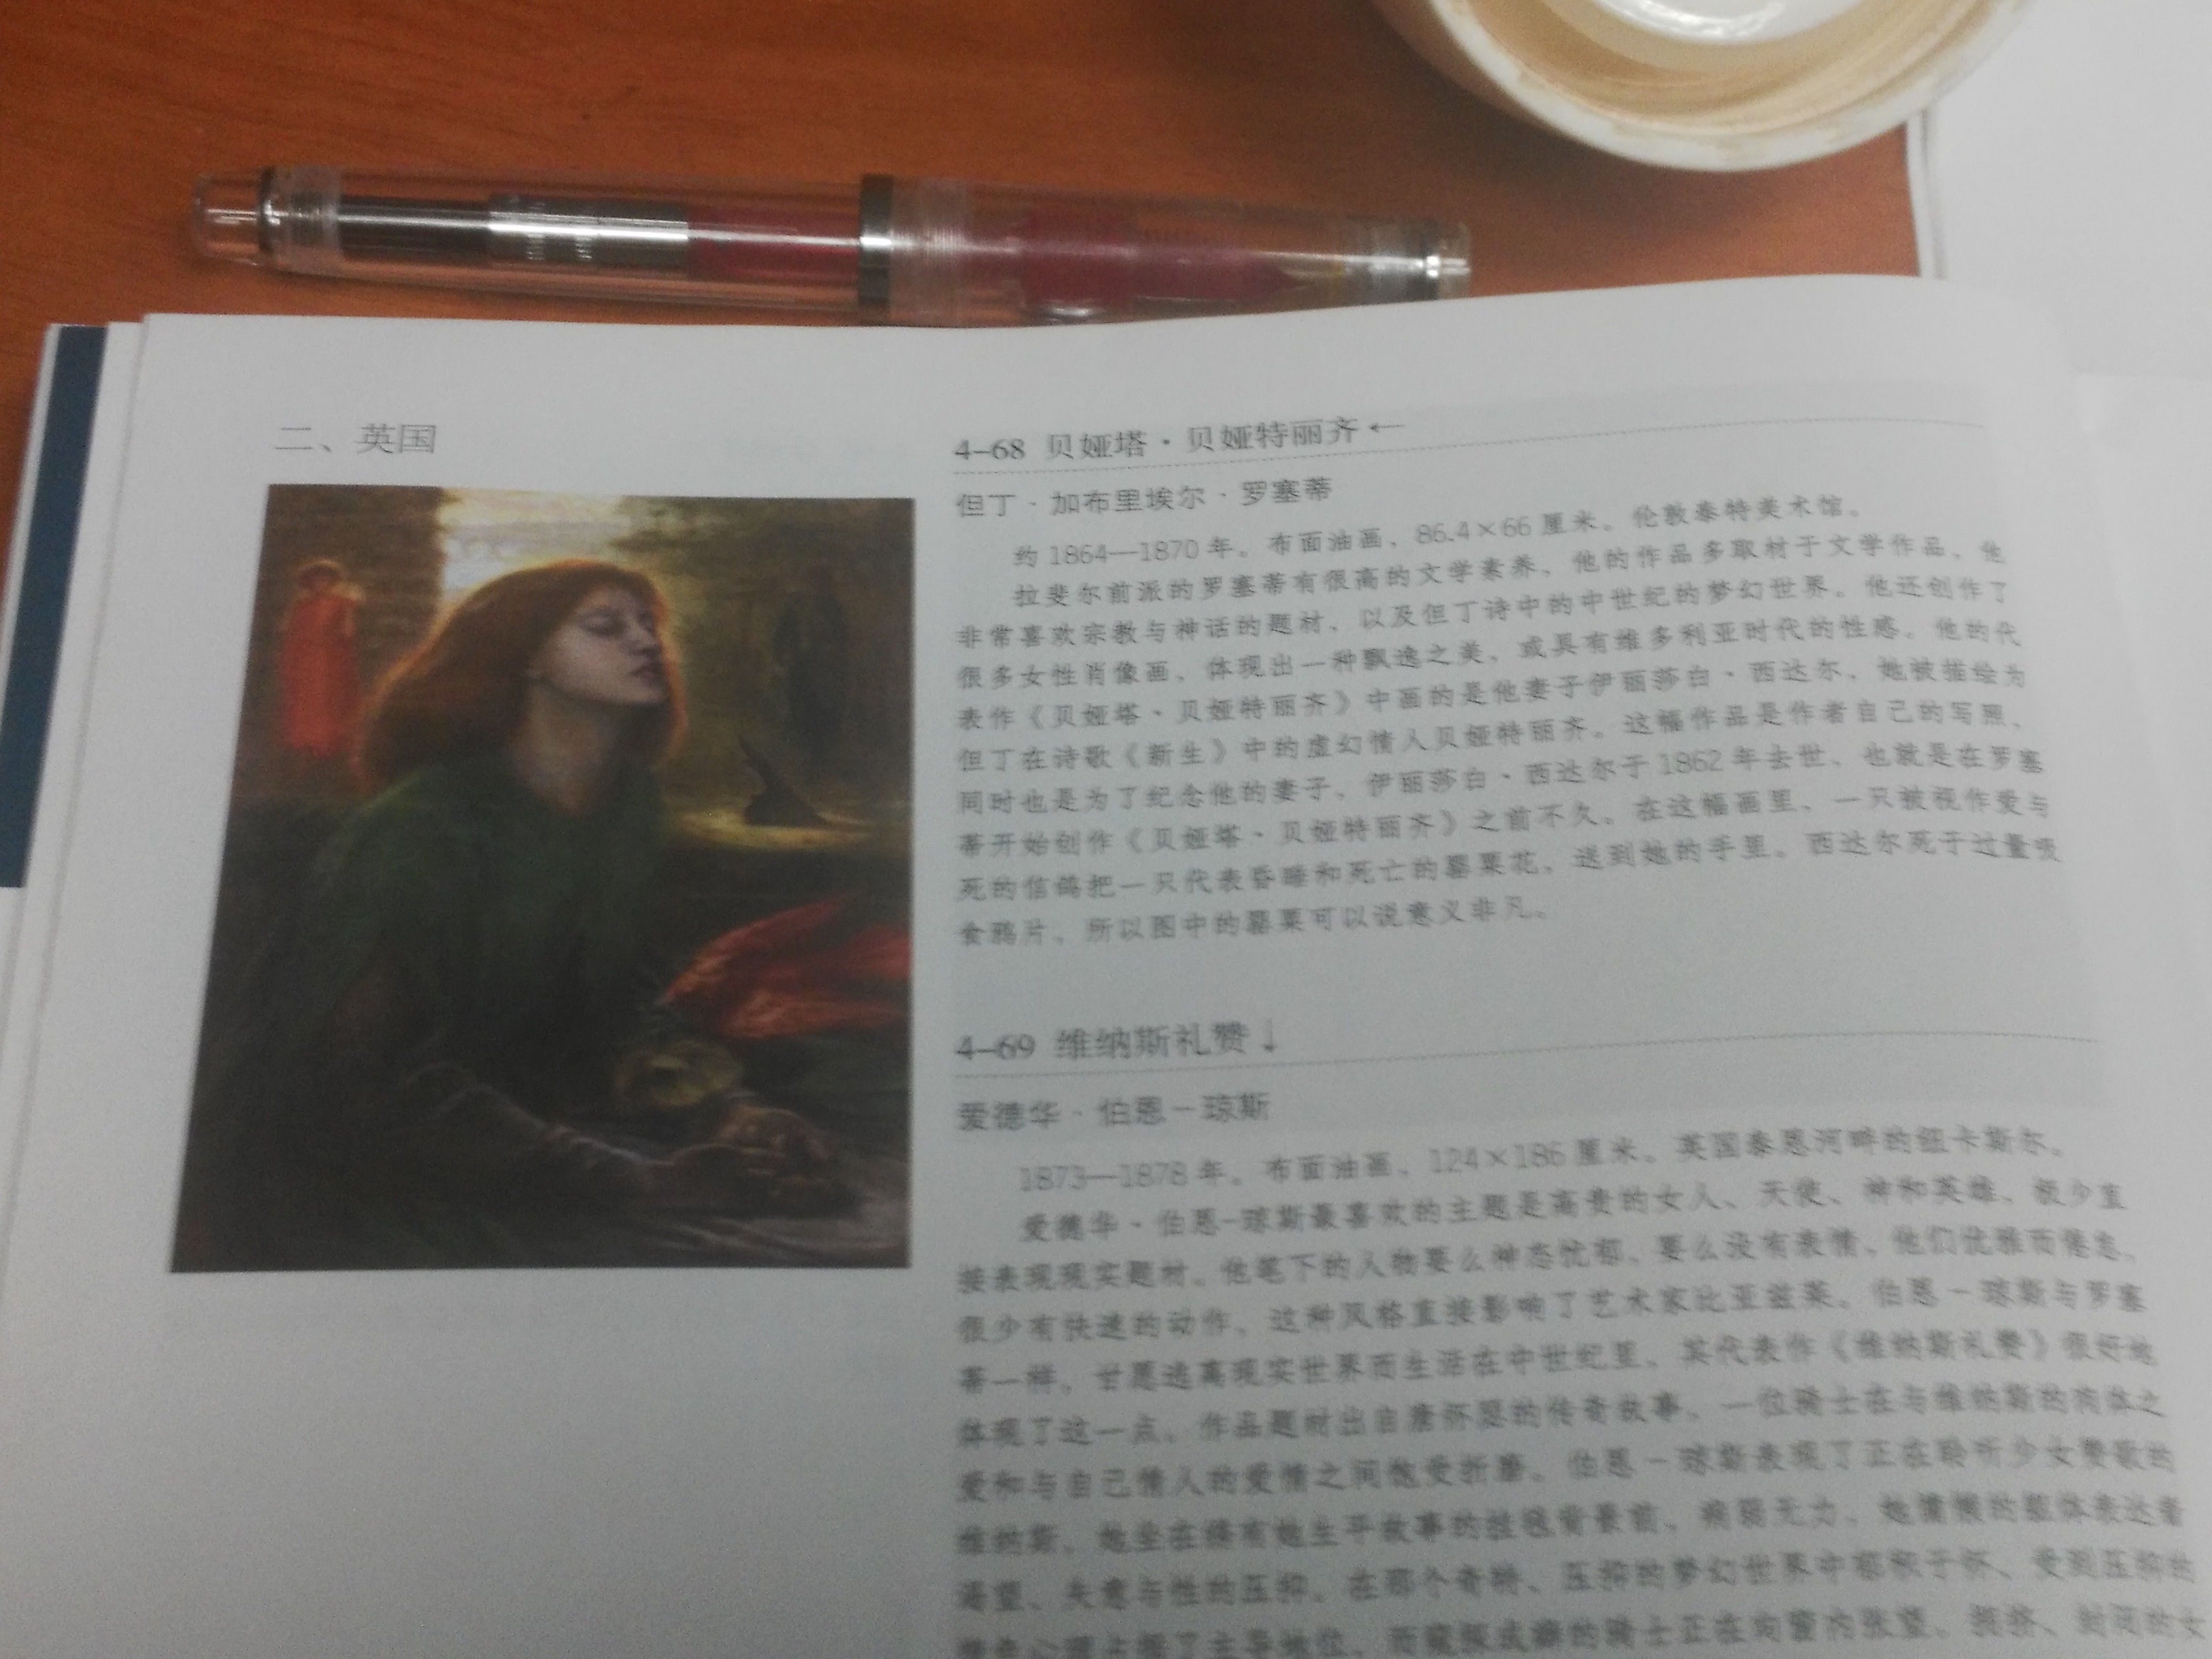 二、英国
4-68 贝娅塔·贝娅特丽齐←
但丁·加布里埃尔·罗塞蒂
约1864—1870年。布面油画，86.4×66厘米。伦敦泰特美术馆。
拉斐尔前派的罗塞蒂有很高的文学素养，他的作品多取材于文学作品，他
非常喜欢宗教与神话的题材，以及但丁诗中的中世纪的梦幻世界。他还创作了
很多女性肖像画，体现出一种飘逸之美，或具有维多利亚时代的性感。他的代
表作《贝娅塔·贝娅特丽齐》中画的是他妻子伊丽莎白·西达尔，她被描绘为
但丁在诗歌《新生》中的虚幻情人贝娅特丽齐。这幅作品是作者自己的写照，
同时也是为了纪念他的妻子，伊丽莎白·西达尔于1862年去世，也就是在罗塞
蒂开始创作《贝娅塔·贝娅特丽齐》之前不久。在这幅画里，一只被视作爱与
死的信鸽把一只代表昏睡和死亡的罂粟花，送到她的手里。西达尔死于过量吸
食鸦片，所以图中的罂粟可以说意义非凡。
4-69 维纳斯礼赞↓
爱德华·伯恩－琼斯
1873—1878年。布面油画，124×186厘米。英国泰恩河畔的纽卡斯尔。
爱德华·伯恩-琼斯最喜欢的主题是高贵的女人、天使、神和英雄，很少直
接表现现实题材。他笔下的人物要么神态忧郁，要么没有表情，他们优雅而倦怠，
很少有快速的动作，这种风格直接影响了艺术家比亚兹莱。伯恩－琼斯与罗塞
蒂一样，甘愿逃离现实世界而生活在中世纪里，其代表作《维纳斯礼赞》很好地
体现了这一点。作品题材出自唐怀瑟的传奇故事，一位骑士在与维纳斯的肉体之
爱和与自己情人的爱情之间饱受折磨。伯恩－琼斯表现了正在聆听少女赞歌的
维纳斯，她坐在绣有她生平故事的挂毯背景前，绵弱无力，她慵懒的肢体表达着
渴望、失意与性的压抑。在那个奇特、压抑的梦幻世界中郁积于怀、受到压抑的
主导地位，而骑士正在向窗内张望。